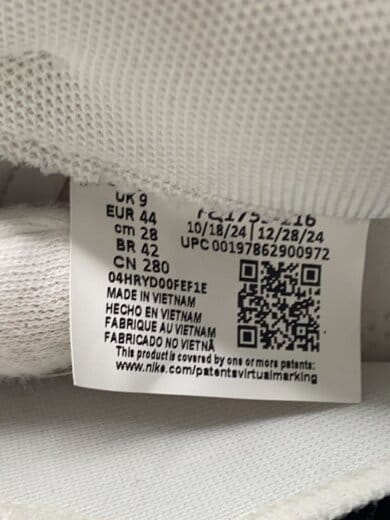 UK 9
EUR 44
cm 28
BR 42
CN 280
10/18/24 | 12/28/24
UPC 00197862900972
04HRYD00FEF1E
MADE IN VIETNAM
HECHO EN VIETNAM
FABRIQUE AU VIETNAM
FABRICADO NO VIETNÃ
This product is covered by one or more patents:
www.nike.com/patentsvirtualmarking